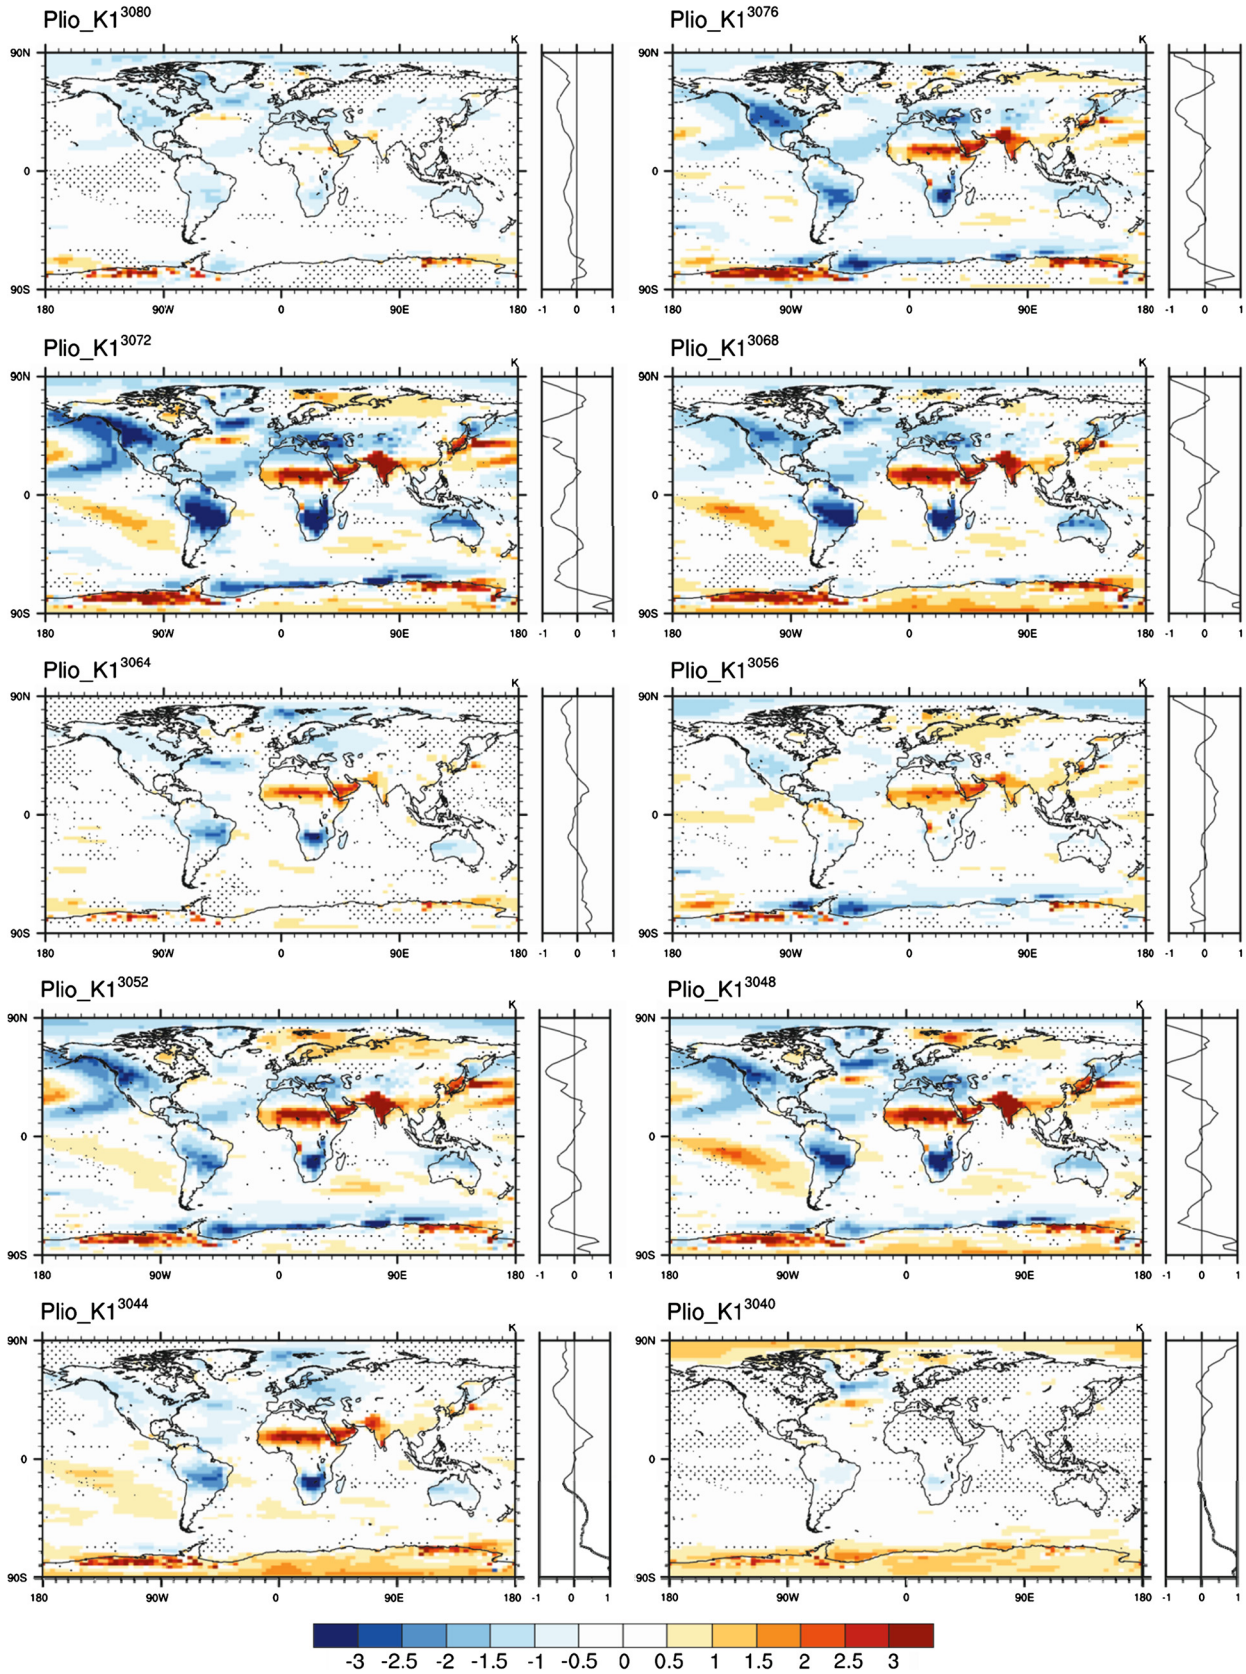 Plio_K1³⁰⁸⁰ Plio_K1³⁰⁷⁶
K K
90N 90N
0 0
90S 90S
180 90W 0 90E 180 -1 0 1 180 90W 0 90E 180 -1 0 1
Plio_K1³⁰⁷² Plio_K1³⁰⁶⁸
K K
90N 90N
0 0
90S 90S
180 90W 0 90E 180 -1 0 1 180 90W 0 90E 180 -1 0 1
Plio_K1³⁰⁶⁴ Plio_K1³⁰⁵⁶
K K
90N 90N
0 0
90S 90S
180 90W 0 90E 180 -1 0 1 180 90W 0 90E 180 -1 0 1
Plio_K1³⁰⁵² Plio_K1³⁰⁴⁸
K K
90N 90N
0 0
90S 90S
180 90W 0 90E 180 -1 0 1 180 90W 0 90E 180 -1 0 1
Plio_K1³⁰⁴⁴ Plio_K1³⁰⁴⁰
K K
90N 90N
0 0
90S 90S
180 90W 0 90E 180 -1 0 1 180 90W 0 90E 180 -1 0 1
-3 -2.5 -2 -1.5 -1 -0.5 0 0.5 1 1.5 2 2.5 3